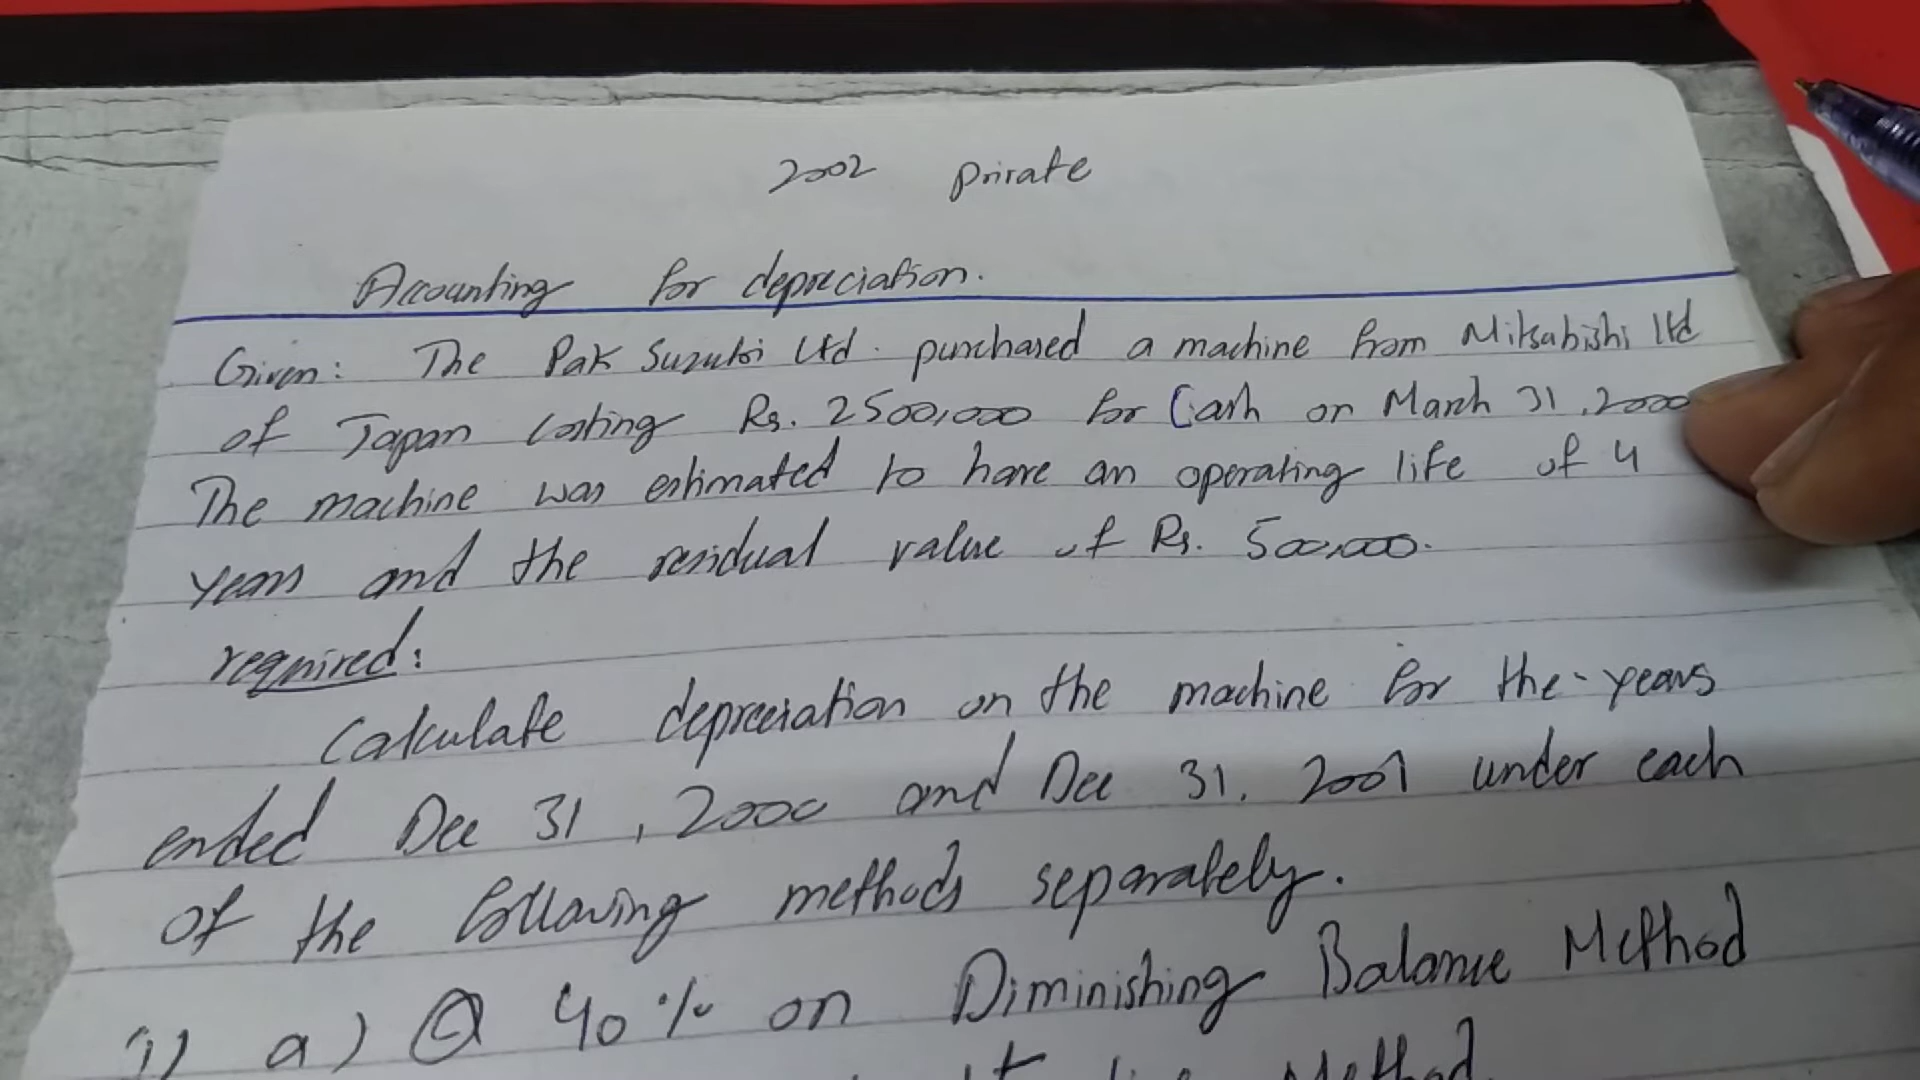 2002 Private
Accounting for depreciation.
Given: The Pak Suzuki Ltd. purchased a machine from Mitsabishi ltd
of Japan costing Rs. 2500,000 for Cash on March 31, 2000
The machine was estimated to have an operating life of 4
years and the residual value of Rs. 500,000.
required:
Calculate depreciation on the machine for the years
ended Dec 31, 2000 and Dec 31, 2001 under each
of the following methods separately.
1) a) @ 40% on Diminishing Balance Method
Method